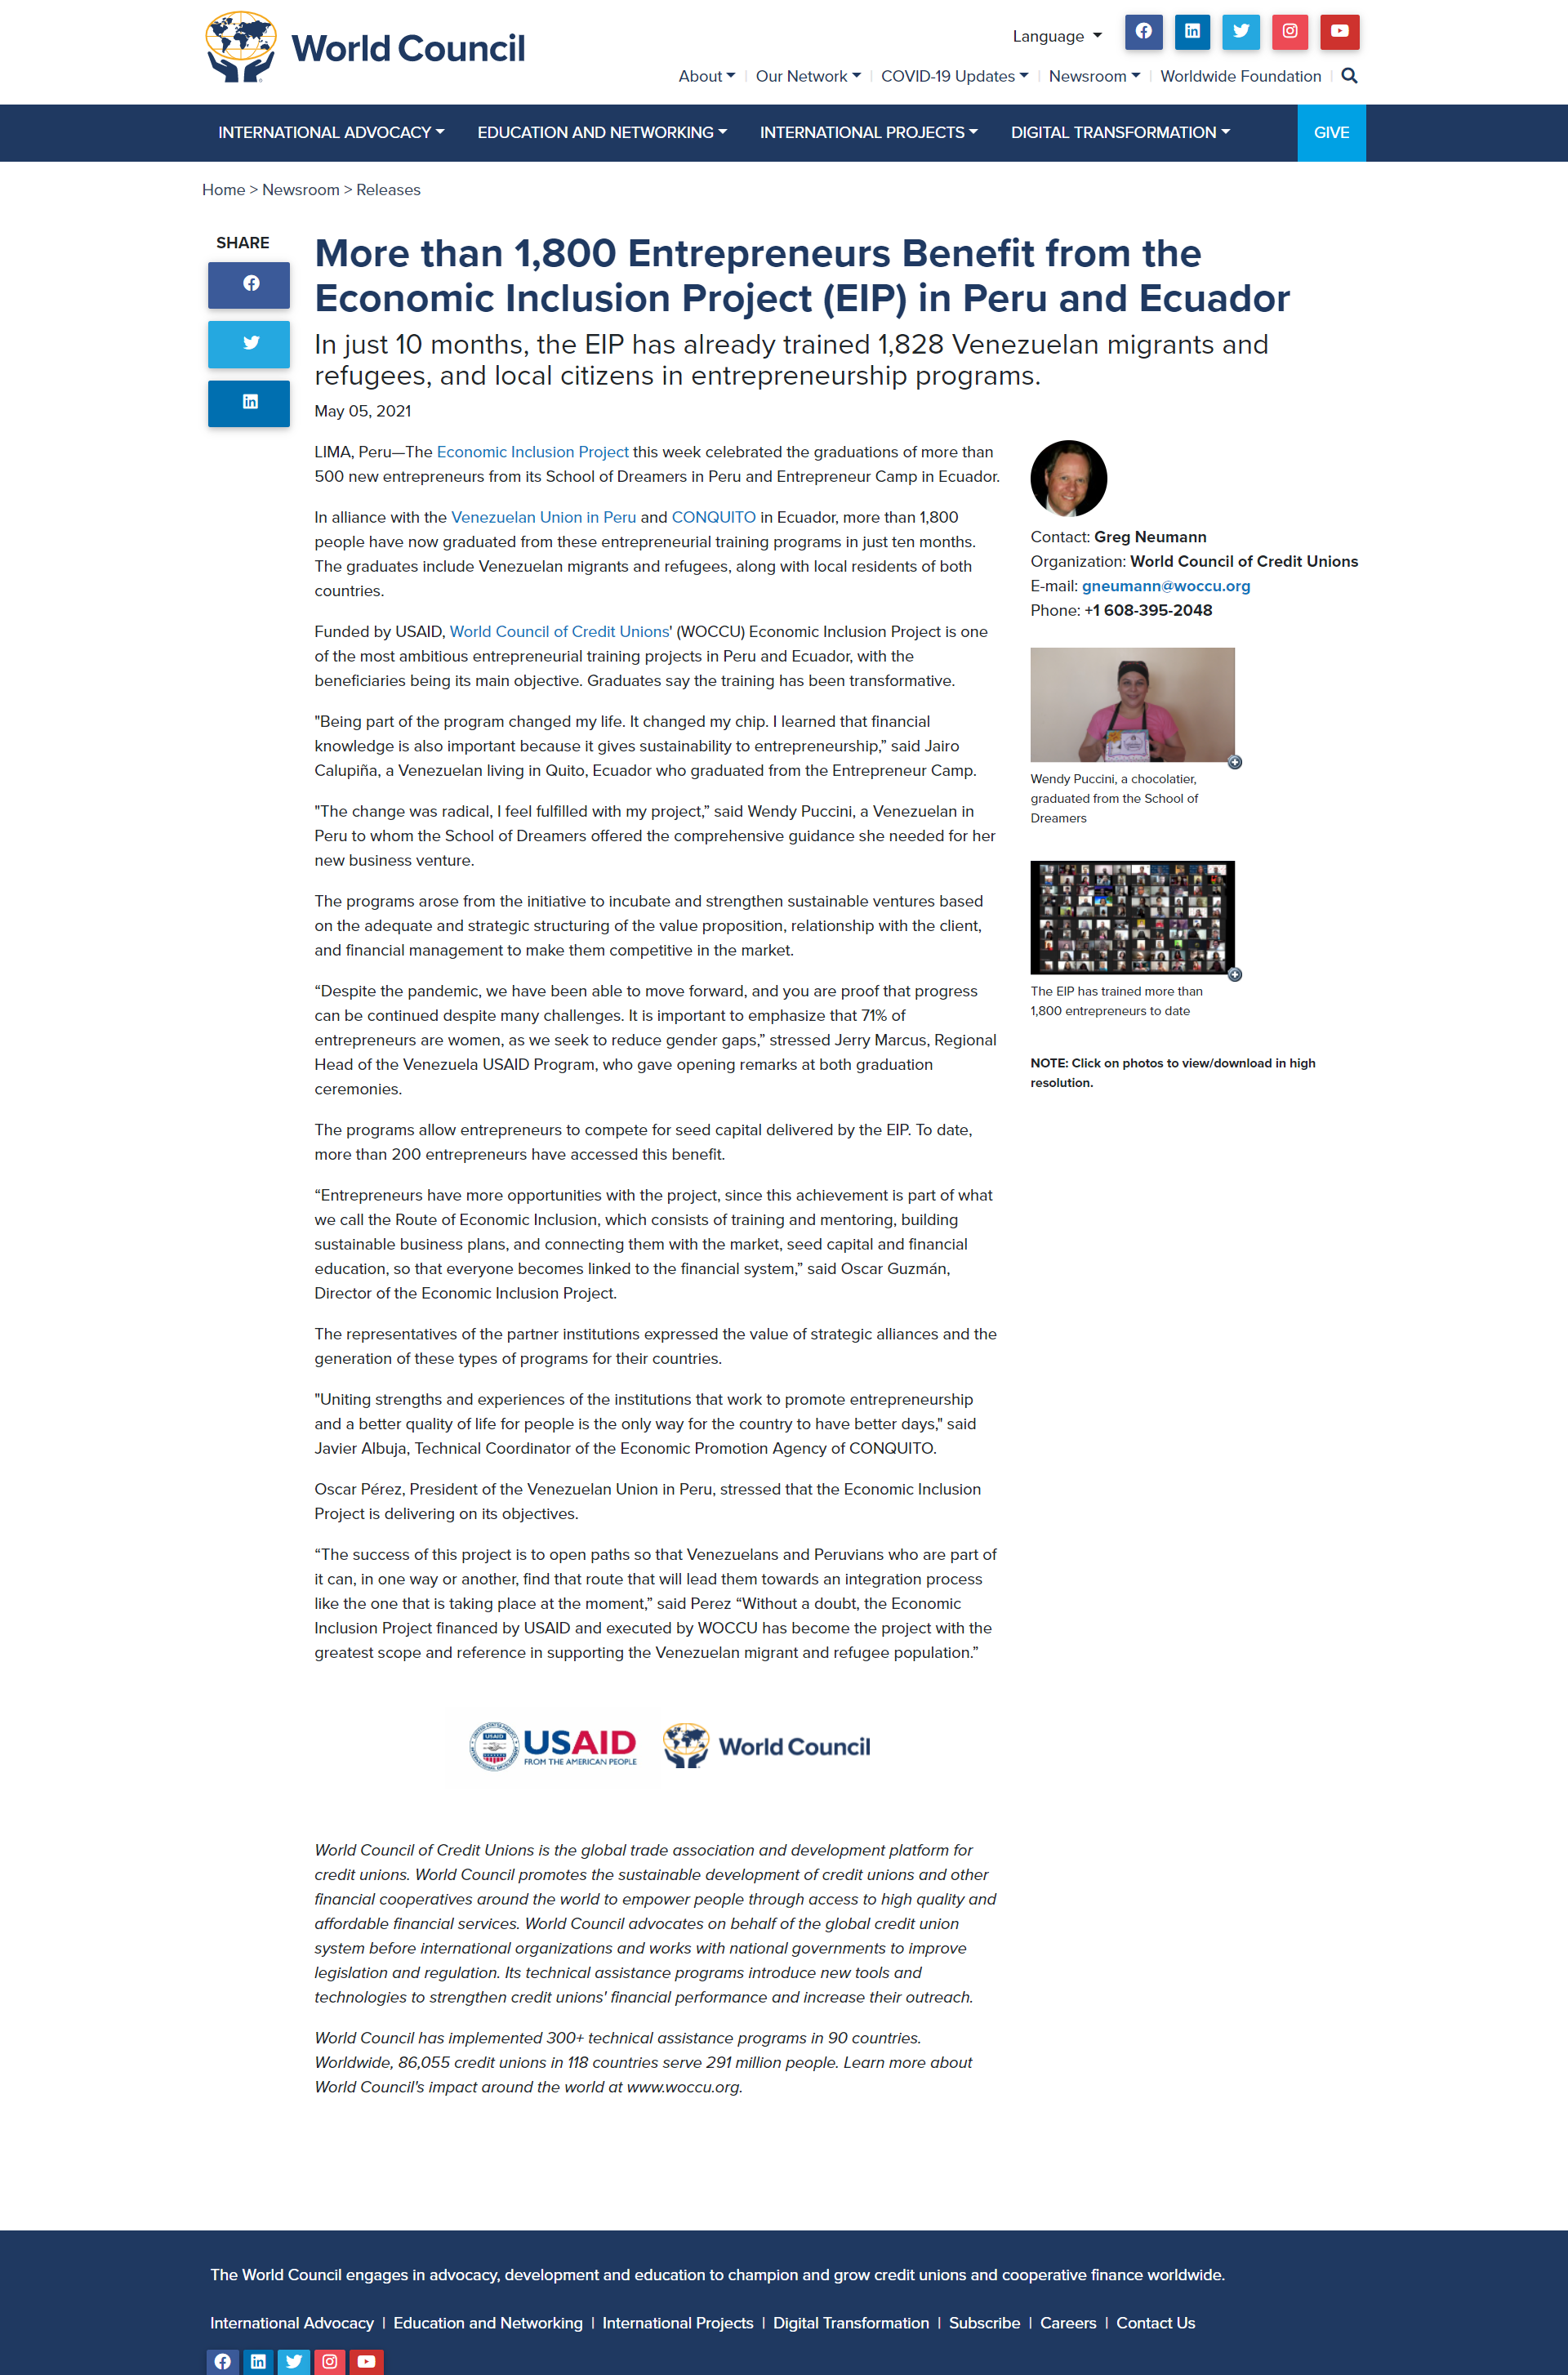 World Council
Language
About
Our Network
COVID-19 Updates
Newsroom
Worldwide Foundation
INTERNATIONAL ADVOCACY
EDUCATION AND NETWORKING
INTERNATIONAL PROJECTS
DIGITAL TRANSFORMATION
GIVE
Home > Newsroom > Releases
SHARE
More than 1,800 Entrepreneurs Benefit from the
Economic Inclusion Project (EIP) in Peru and Ecuador
In just 10 months, the EIP has already trained 1,828 Venezuelan migrants and
refugees, and local citizens in entrepreneurship programs.
May 05, 2021
LIMA, Peru—The Economic Inclusion Project this week celebrated the graduations of more than
500 new entrepreneurs from its School of Dreamers in Peru and Entrepreneur Camp in Ecuador.
In alliance with the Venezuelan Union in Peru and CONQUITO in Ecuador, more than 1,800
people have now graduated from these entrepreneurial training programs in just ten months.
The graduates include Venezuelan migrants and refugees, along with local residents of both
countries.
Funded by USAID, World Council of Credit Unions' (WOCCU) Economic Inclusion Project is one
of the most ambitious entrepreneurial training projects in Peru and Ecuador, with the
beneficiaries being its main objective. Graduates say the training has been transformative.
"Being part of the program changed my life. It changed my chip. I learned that financial
knowledge is also important because it gives sustainability to entrepreneurship,” said Jairo
Calupiña, a Venezuelan living in Quito, Ecuador who graduated from the Entrepreneur Camp.
"The change was radical, I feel fulfilled with my project,” said Wendy Puccini, a Venezuelan in
Peru to whom the School of Dreamers offered the comprehensive guidance she needed for her
new business venture.
The programs arose from the initiative to incubate and strengthen sustainable ventures based
on the adequate and strategic structuring of the value proposition, relationship with the client,
and financial management to make them competitive in the market.
“Despite the pandemic, we have been able to move forward, and you are proof that progress
can be continued despite many challenges. It is important to emphasize that 71% of
entrepreneurs are women, as we seek to reduce gender gaps,” stressed Jerry Marcus, Regional
Head of the Venezuela USAID Program, who gave opening remarks at both graduation
ceremonies.
The programs allow entrepreneurs to compete for seed capital delivered by the EIP. To date,
more than 200 entrepreneurs have accessed this benefit.
“Entrepreneurs have more opportunities with the project, since this achievement is part of what
we call the Route of Economic Inclusion, which consists of training and mentoring, building
sustainable business plans, and connecting them with the market, seed capital and financial
education, so that everyone becomes linked to the financial system,” said Oscar Guzmán,
Director of the Economic Inclusion Project.
The representatives of the partner institutions expressed the value of strategic alliances and the
generation of these types of programs for their countries.
"Uniting strengths and experiences of the institutions that work to promote entrepreneurship
and a better quality of life for people is the only way for the country to have better days," said
Javier Albuja, Technical Coordinator of the Economic Promotion Agency of CONQUITO.
Oscar Pérez, President of the Venezuelan Union in Peru, stressed that the Economic Inclusion
Project is delivering on its objectives.
“The success of this project is to open paths so that Venezuelans and Peruvians who are part of
it can, in one way or another, find that route that will lead them towards an integration process
like the one that is taking place at the moment,” said Perez “Without a doubt, the Economic
Inclusion Project financed by USAID and executed by WOCCU has become the project with the
greatest scope and reference in supporting the Venezuelan migrant and refugee population.”
Contact: Greg Neumann
Organization: World Council of Credit Unions
E-mail: gneumann@woccu.org
Phone: +1 608-395-2048
Wendy Puccini, a chocolatier,
graduated from the School of
Dreamers
The EIP has trained more than
1,800 entrepreneurs to date
NOTE: Click on photos to view/download in high
resolution.
USAID
USAID
FROM THE AMERICAN PEOPLE
World Council
World Council of Credit Unions is the global trade association and development platform for
credit unions. World Council promotes the sustainable development of credit unions and other
financial cooperatives around the world to empower people through access to high quality and
affordable financial services. World Council advocates on behalf of the global credit union
system before international organizations and works with national governments to improve
legislation and regulation. Its technical assistance programs introduce new tools and
technologies to strengthen credit unions' financial performance and increase their outreach.
World Council has implemented 300+ technical assistance programs in 90 countries.
Worldwide, 86,055 credit unions in 118 countries serve 291 million people. Learn more about
World Council's impact around the world at www.woccu.org.
The World Council engages in advocacy, development and education to champion and grow credit unions and cooperative finance worldwide.
International Advocacy | Education and Networking | International Projects | Digital Transformation | Subscribe | Careers | Contact Us